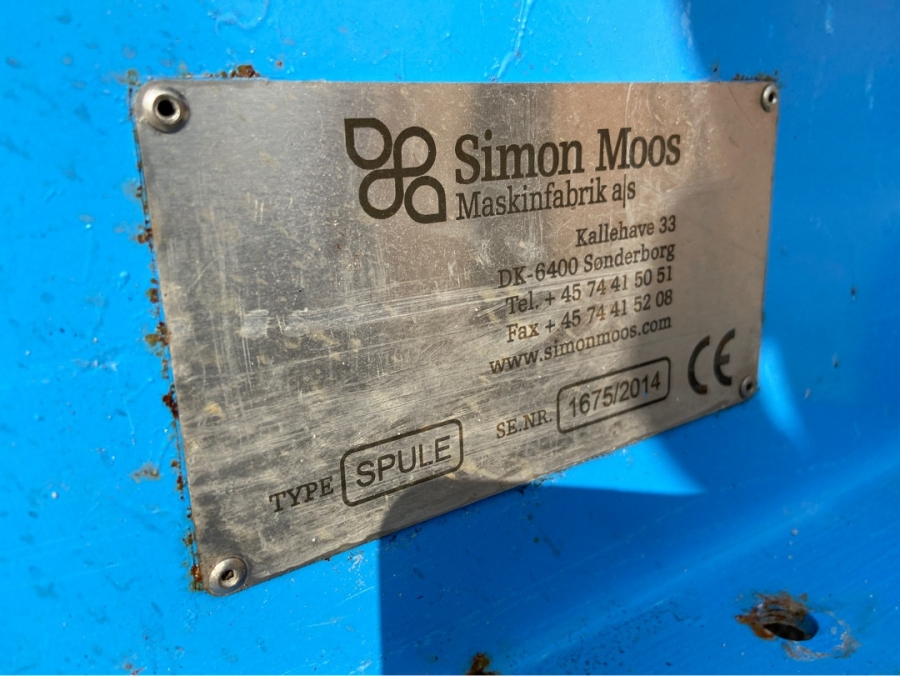 Simon Moos
Maskinfabrik a|s
Kallehave 33
DK-6400 Sønderborg
Tel. + 45 74 41 50 51
Fax + 45 74 41 52 08
www.simonmoos.com
CE
TYPE SPULE SE.NR. 1675/2014